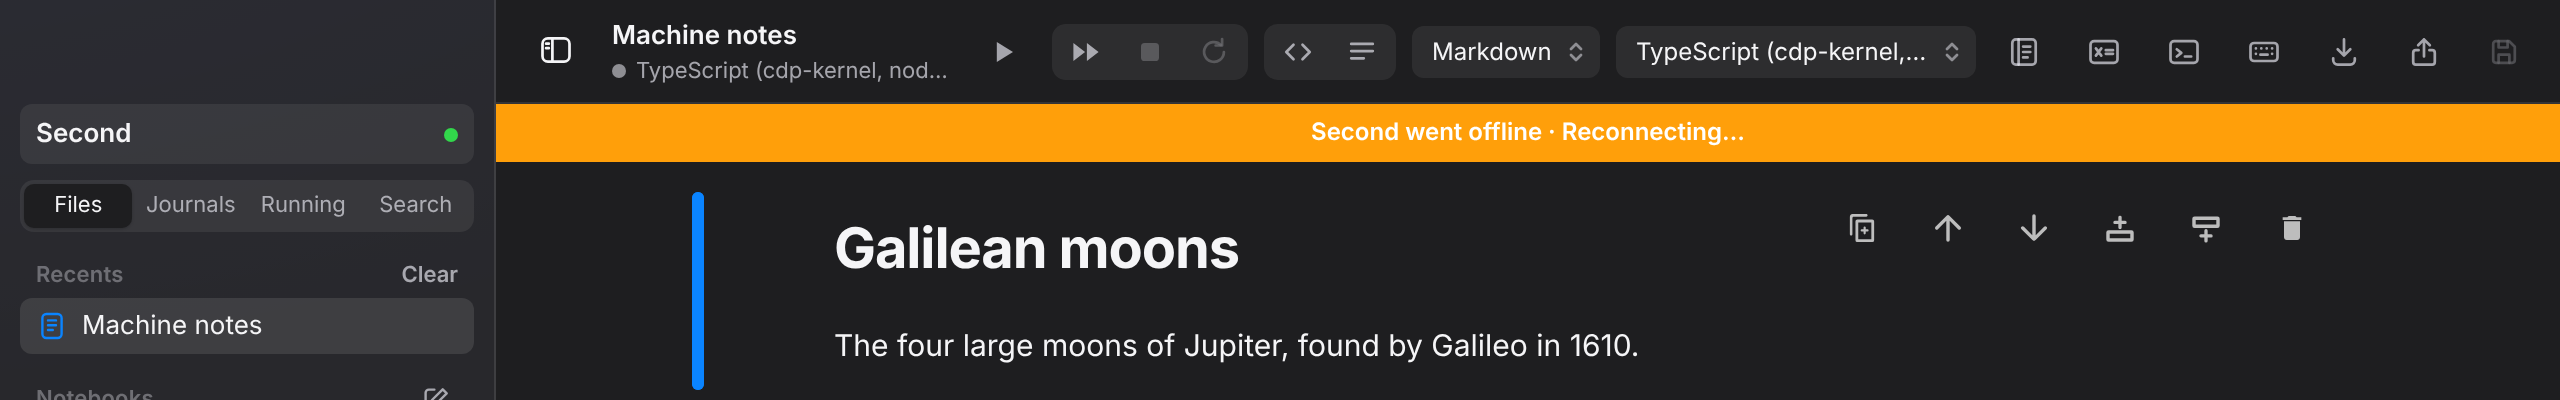 Machine notes
TypeScript (cdp-kernel, nod...
Markdown
TypeScript (cdp-kernel,...
Second
Second went offline · Reconnecting...
Files Journals Running Search
Recents Clear
Machine notes
Notebooks
Galilean moons
The four large moons of Jupiter, found by Galileo in 1610.